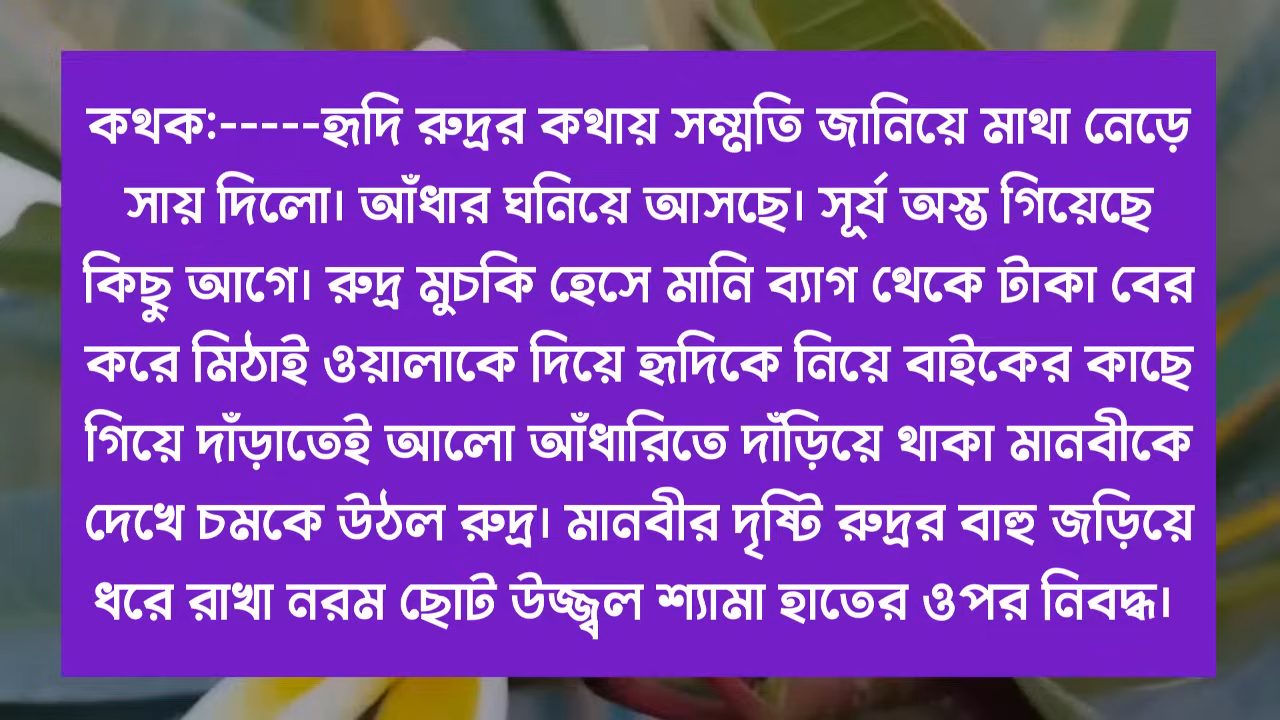 কথক:-----হৃদি রুদ্রর কথায় সম্মতি জানিয়ে মাথা নেড়ে
সায় দিলো। আঁধার ঘনিয়ে আসছে। সূর্য অস্ত গিয়েছে
কিছু আগে। রুদ্র মুচকি হেসে মানি ব্যাগ থেকে টাকা বের
করে মিঠাই ওয়ালাকে দিয়ে হৃদিকে নিয়ে বাইকের কাছে
গিয়ে দাঁড়াতেই আলো আঁধারিতে দাঁড়িয়ে থাকা মানবীকে
দেখে চমকে উঠল রুদ্র। মানবীর দৃষ্টি রুদ্রর বাহু জড়িয়ে
ধরে রাখা নরম ছোট উজ্জ্বল শ্যামা হাতের ওপর নিবদ্ধ।